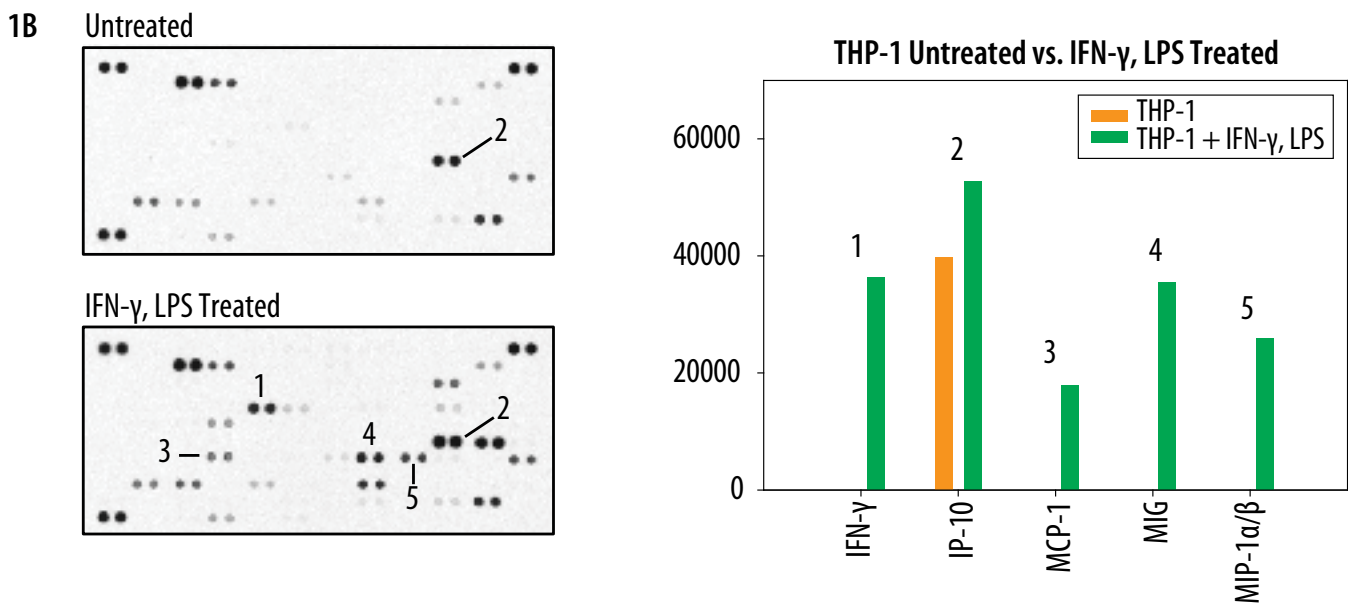 1B
Untreated
2
IFN-γ, LPS Treated
1
2
3
4
5
THP-1 Untreated vs. IFN-γ, LPS Treated
THP-1
THP-1 + IFN-γ, LPS
60000
40000
20000
0
1
2
3
4
5
IFN-γ
IP-10
MCP-1
MIG
MIP-1α/β